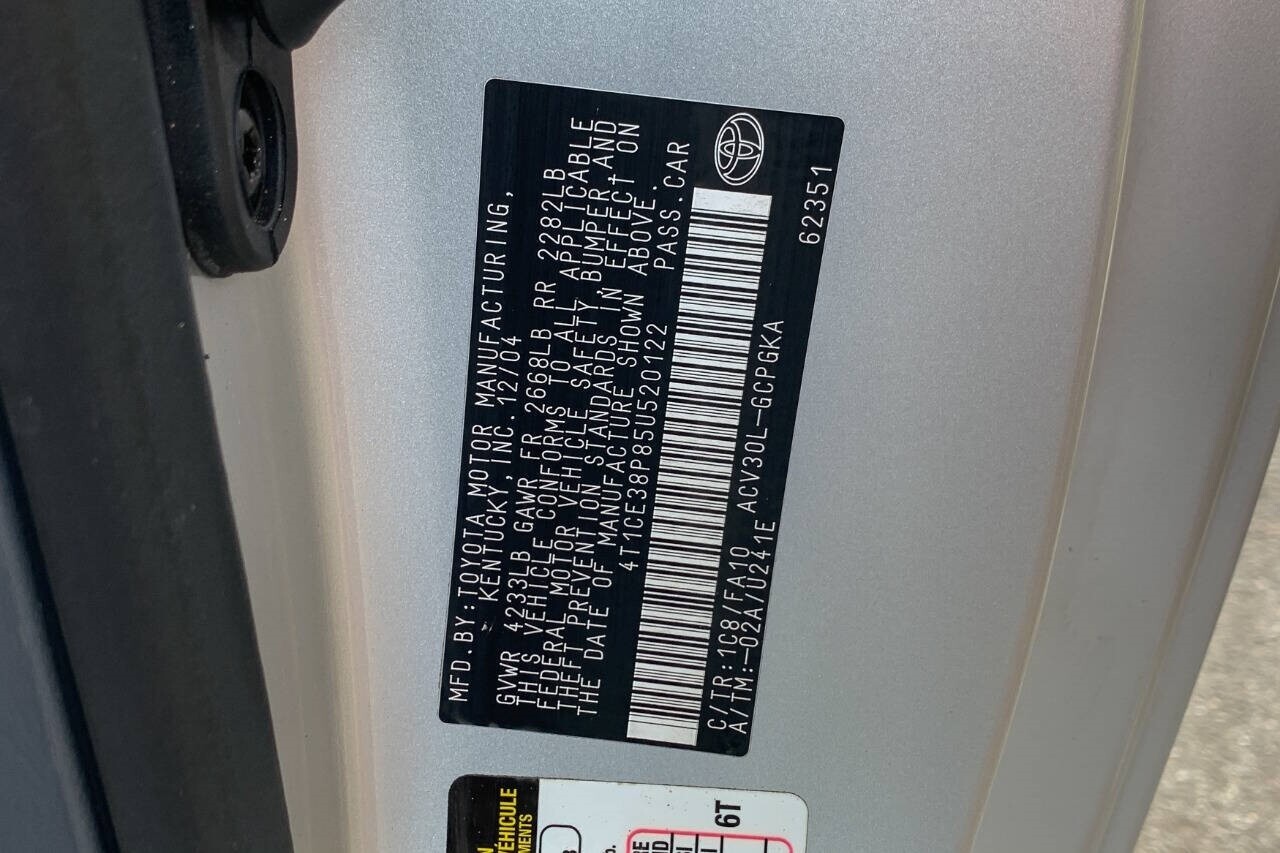 MFD.BY:TOYOTA MOTOR MANUFACTURING,
KENTUCKY, INC. 12/04
GVWR 4233LB GAWR FR 2668LB RR 2282LB
THIS VEHICLE CONFORMS TO ALL APPLICABLE
FEDERAL MOTOR VEHICLE SAFETY, BUMPER, AND
THEFT PREVENTION STANDARDS IN EFFECT ON
THE DATE OF MANUFACTURE SHOWN ABOVE.
4T1CE38P85U520122 PASS.CAR
C/TR:1C8/FA10
A/TM:-02A/U241E ACV30L-GCPGKA
62351
VÉHICULE
6T